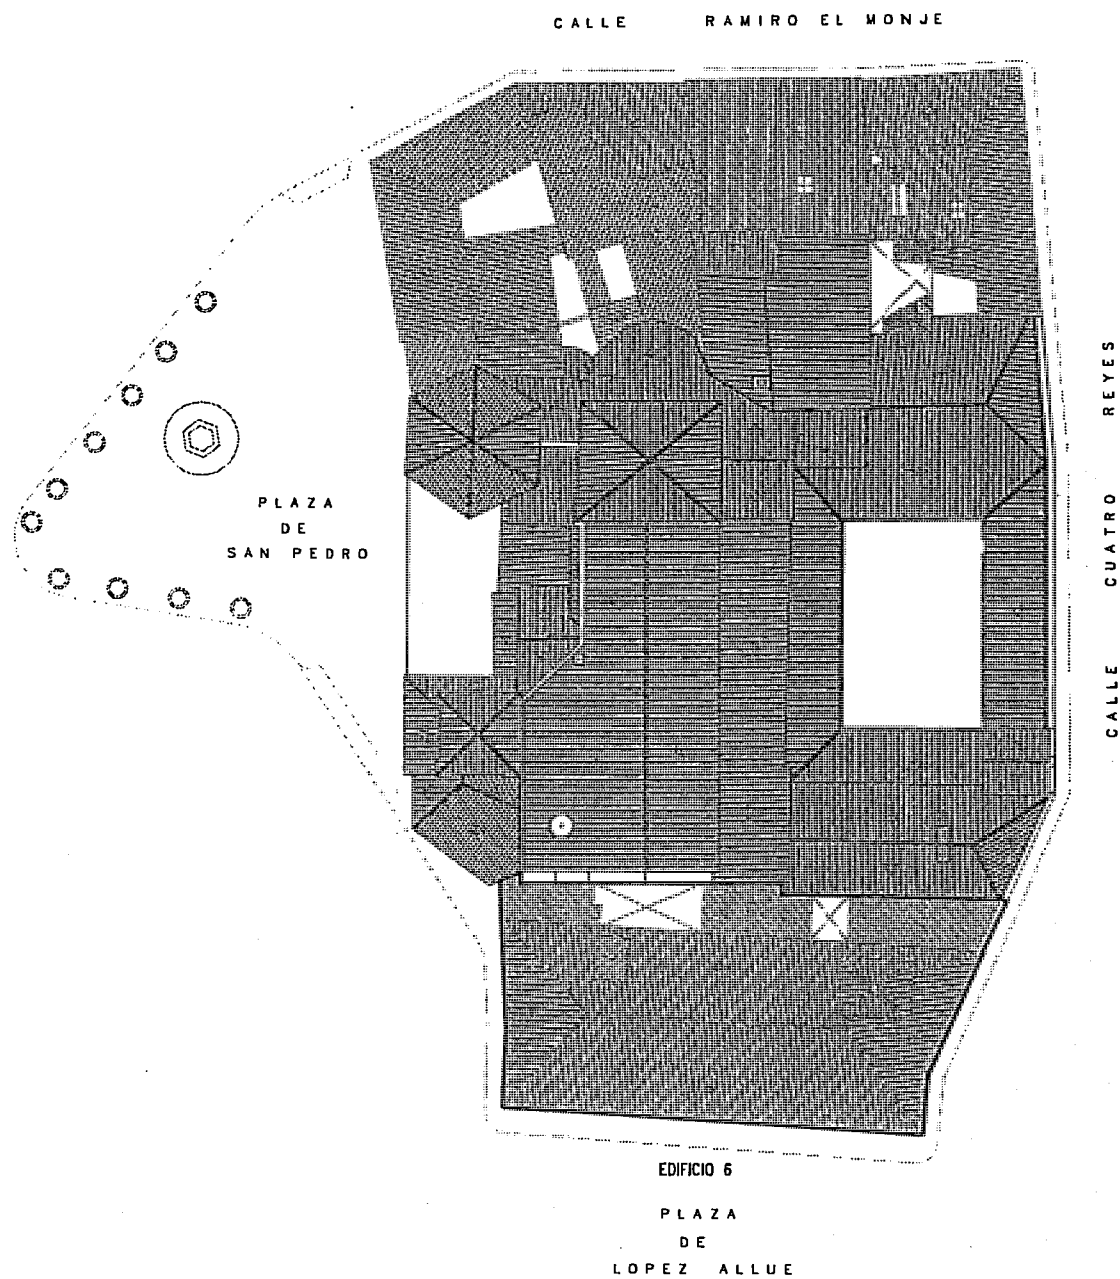 CALLE RAMIRO EL MONJE
PLAZA
DE
SAN PEDRO
CALLE CUATRO REYES
EDIFICIO 6
PLAZA
DE
LOPEZ ALLUE